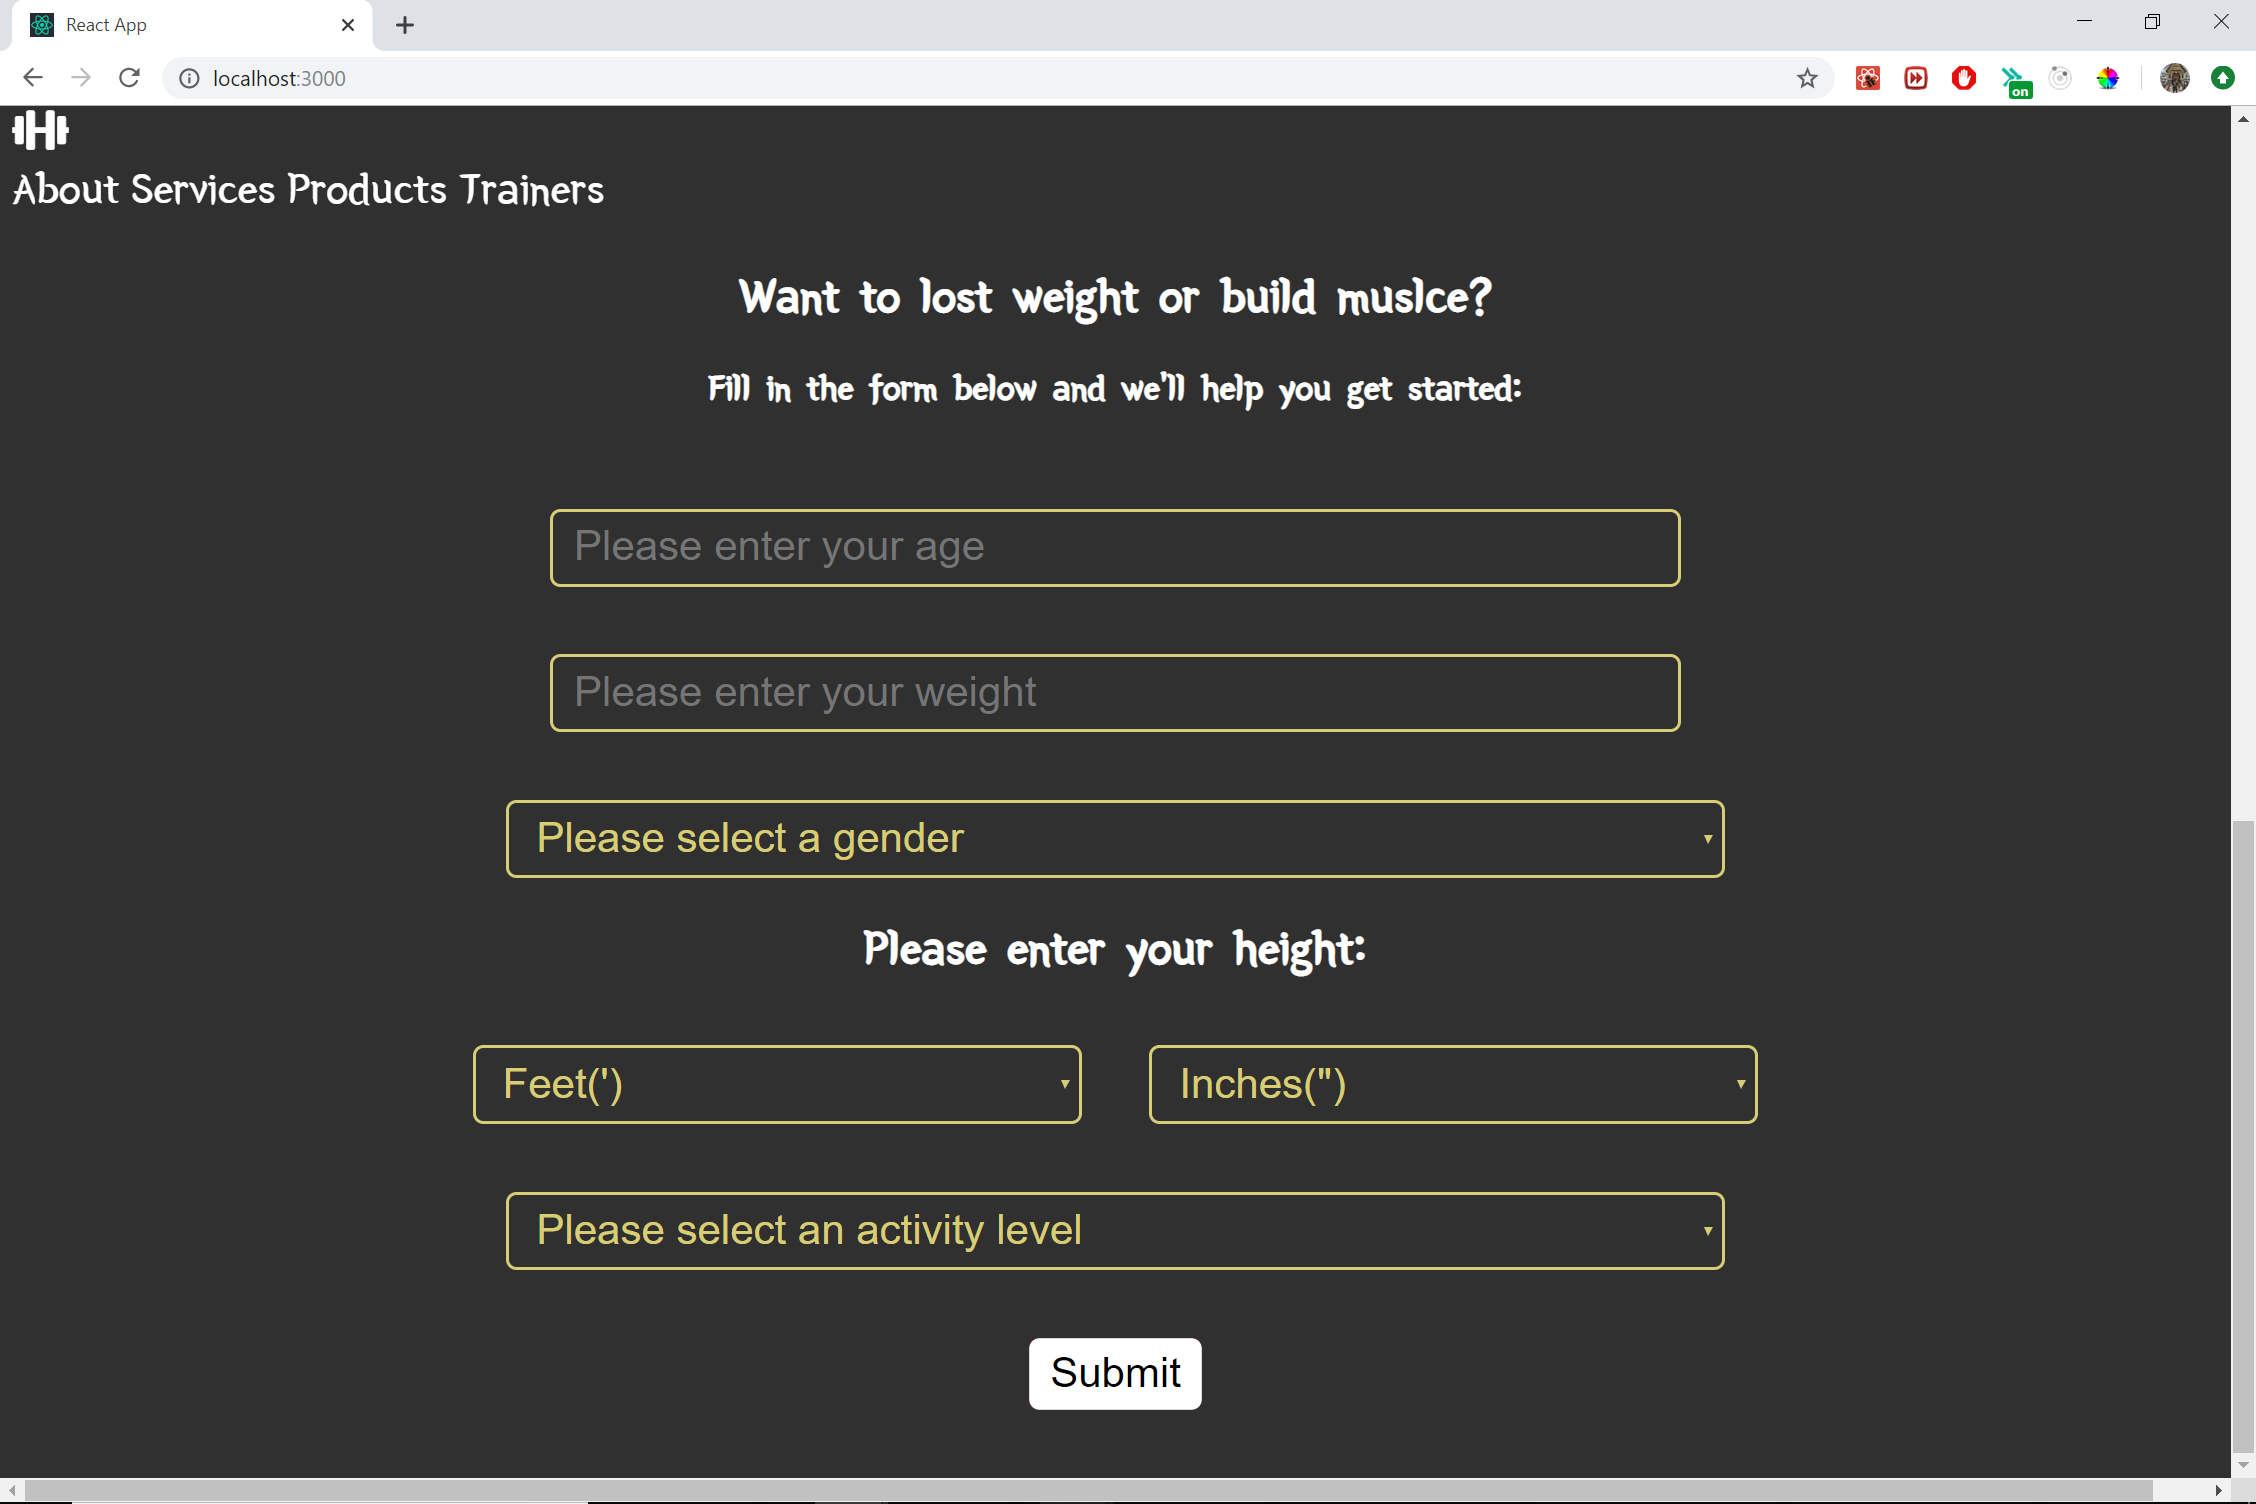 React App
localhost:3000
on
H
About Services Products Trainers
Want to lost weight or build muslce?
Fill in the form below and we'll help you get started:
Please enter your age
Please enter your weight
Please select a gender
Please enter your height:
Feet(')
Inches(")
Please select an activity level
Submit